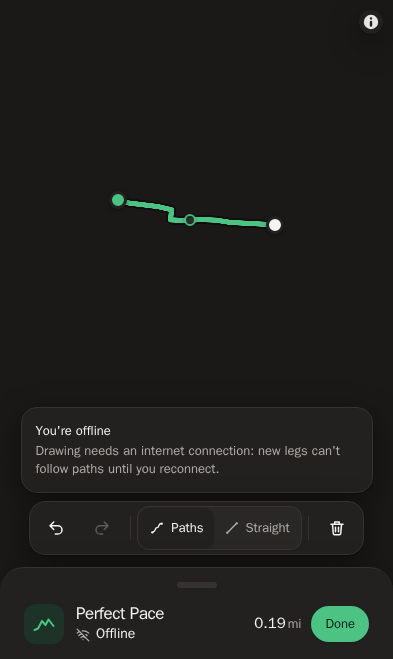 You're offline
Drawing needs an internet connection: new legs can't
follow paths until you reconnect.
Paths
Straight
Perfect Pace
Offline
0.19 mi
Done